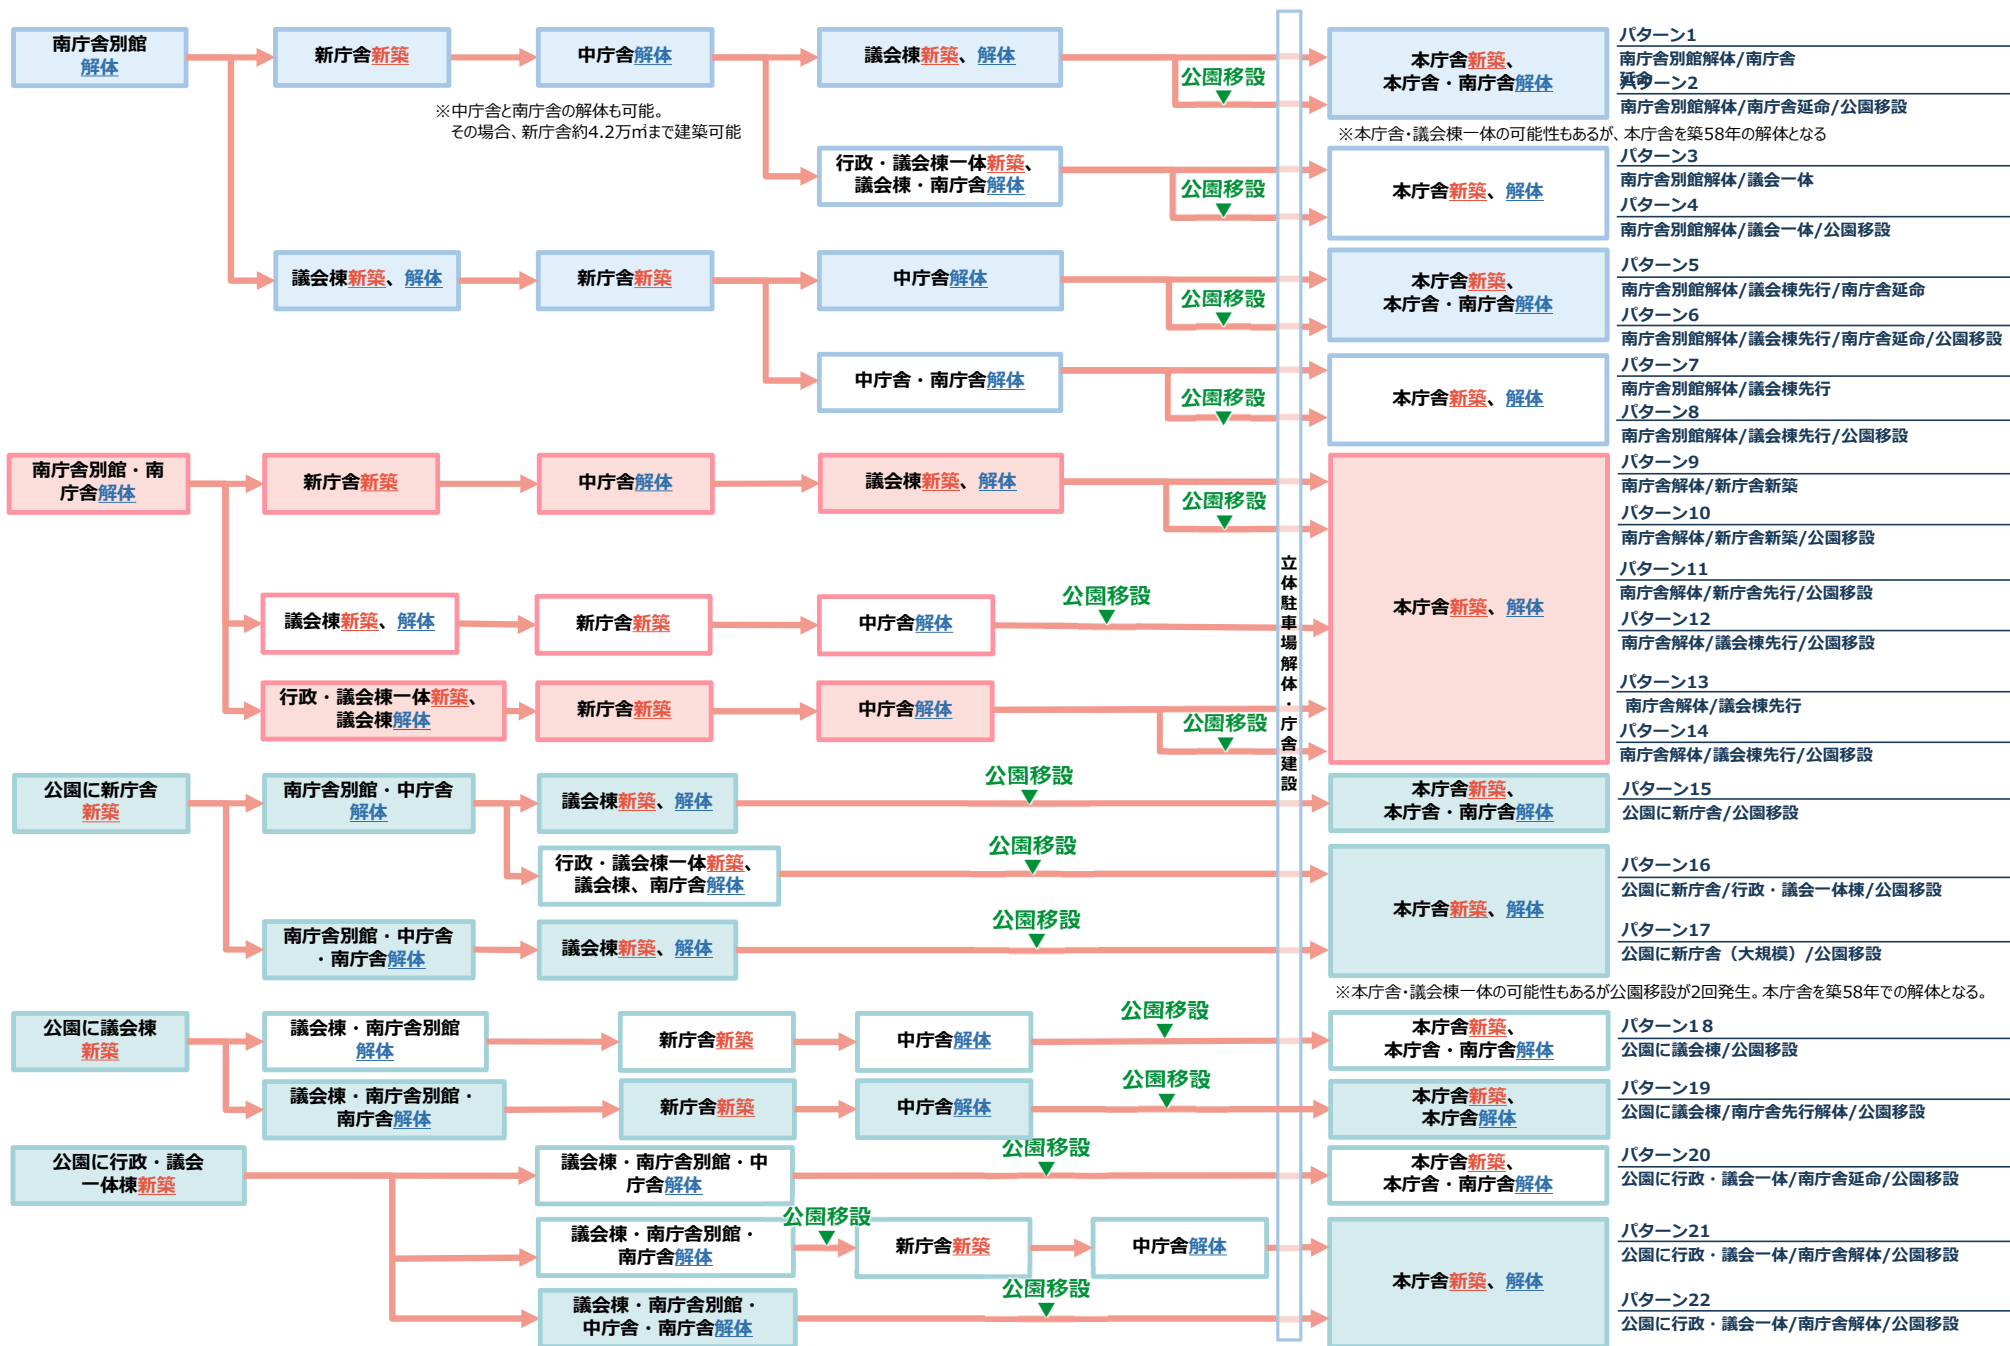 南庁舎別館
解体
新庁舎新築
中庁舎解体
議会棟新築、解体
公園移設
本庁舎新築、
本庁舎・南庁舎解体
パターン1
南庁舎別館解体/南庁舎
延命
パターン2
南庁舎別館解体/南庁舎延命/公園移設
※中庁舎と南庁舎の解体も可能。
その場合、新庁舎約4.2万㎡まで建築可能
※本庁舎・議会棟一体の可能性もあるが、本庁舎を築58年の解体となる
行政・議会棟一体新築、
議会棟・南庁舎解体
公園移設
本庁舎新築、解体
パターン3
南庁舎別館解体/議会一体
パターン4
南庁舎別館解体/議会一体/公園移設
議会棟新築、解体
新庁舎新築
中庁舎解体
公園移設
本庁舎新築、
本庁舎・南庁舎解体
パターン5
南庁舎別館解体/議会棟先行/南庁舎延命
パターン6
南庁舎別館解体/議会棟先行/南庁舎延命/公園移設
中庁舎・南庁舎解体
公園移設
本庁舎新築、解体
パターン7
南庁舎別館解体/議会棟先行
パターン8
南庁舎別館解体/議会棟先行/公園移設
南庁舎別館・南
庁舎解体
新庁舎新築
中庁舎解体
議会棟新築、解体
公園移設
パターン9
南庁舎解体/新庁舎新築
パターン10
南庁舎解体/新庁舎新築/公園移設
立体駐車場解体・庁舎建設
議会棟新築、解体
新庁舎新築
中庁舎解体
公園移設
本庁舎新築、解体
パターン11
南庁舎解体/新庁舎先行/公園移設
パターン12
南庁舎解体/議会棟先行/公園移設
行政・議会棟一体新築、
議会棟解体
新庁舎新築
中庁舎解体
公園移設
パターン13
南庁舎解体/議会棟先行
パターン14
南庁舎解体/議会棟先行/公園移設
公園に新庁舎
新築
南庁舎別館・中庁舎
解体
議会棟新築、解体
公園移設
本庁舎新築、
本庁舎・南庁舎解体
パターン15
公園に新庁舎/公園移設
行政・議会棟一体新築、
議会棟、南庁舎解体
公園移設
本庁舎新築、解体
パターン16
公園に新庁舎/行政・議会一体棟/公園移設
南庁舎別館・中庁舎
・南庁舎解体
議会棟新築、解体
公園移設
パターン17
公園に新庁舎（大規模）/公園移設
※本庁舎・議会棟一体の可能性もあるが公園移設が2回発生。本庁舎を築58年での解体となる。
公園に議会棟
新築
議会棟・南庁舎別館
解体
新庁舎新築
中庁舎解体
公園移設
本庁舎新築、
本庁舎・南庁舎解体
パターン18
公園に議会棟/公園移設
議会棟・南庁舎別館・
南庁舎解体
新庁舎新築
中庁舎解体
公園移設
本庁舎新築、
本庁舎解体
パターン19
公園に議会棟/南庁舎先行解体/公園移設
公園に行政・議会
一体棟新築
議会棟・南庁舎別館・中
庁舎解体
公園移設
本庁舎新築、
本庁舎・南庁舎解体
パターン20
公園に行政・議会一体/南庁舎延命/公園移設
議会棟・南庁舎別館・
南庁舎解体
公園移設
新庁舎新築
中庁舎解体
本庁舎新築、解体
パターン21
公園に行政・議会一体/南庁舎解体/公園移設
議会棟・南庁舎別館・
中庁舎・南庁舎解体
公園移設
パターン22
公園に行政・議会一体/南庁舎解体/公園移設